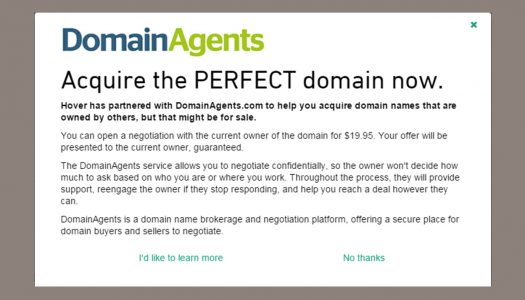 DomainAgents
Acquire the PERFECT domain now.
Hover has partnered with DomainAgents.com to help you acquire domain names that are
owned by others, but that might be for sale.
You can open a negotiation with the current owner of the domain for $19.95. Your offer will be
presented to the current owner, guaranteed.
The DomainAgents service allows you to negotiate confidentially, so the owner won't decide how
much to ask based on who you are or where you work. Throughout the process, they will provide
support, reengage the owner if they stop responding, and help you reach a deal however they
can.
DomainAgents is a domain name brokerage and negotiation platform, offering a secure place for
domain buyers and sellers to negotiate.
I'd like to learn more No thanks